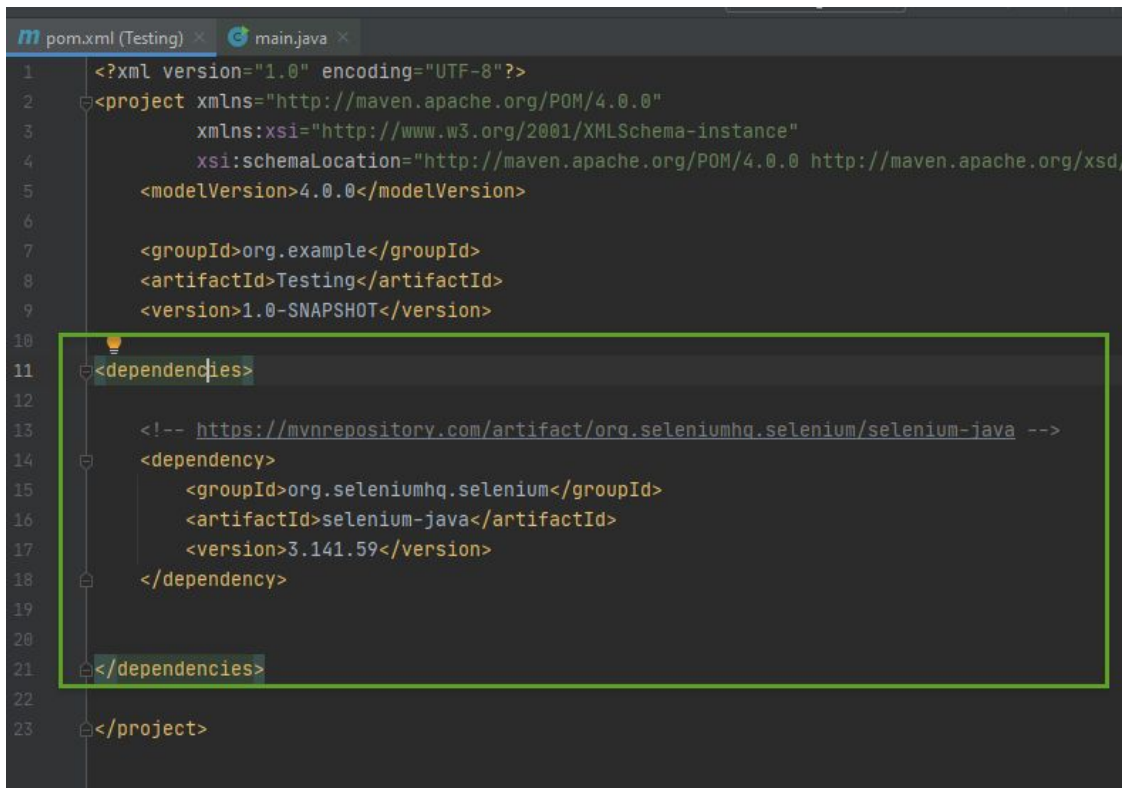 m pom.xml (Testing) × main.java ×
1 <?xml version="1.0" encoding="UTF-8"?>
2 <project xmlns="http://maven.apache.org/POM/4.0.0"
3 xmlns:xsi="http://www.w3.org/2001/XMLSchema-instance"
4 xsi:schemaLocation="http://maven.apache.org/POM/4.0.0 http://maven.apache.org/xsd/
5 <modelVersion>4.0.0</modelVersion>
6
7 <groupId>org.example</groupId>
8 <artifactId>Testing</artifactId>
9 <version>1.0-SNAPSHOT</version>
10
11 <dependencies>
12
13 <!-- https://mvnrepository.com/artifact/org.seleniumhq.selenium/selenium-java -->
14 <dependency>
15 <groupId>org.seleniumhq.selenium</groupId>
16 <artifactId>selenium-java</artifactId>
17 <version>3.141.59</version>
18 </dependency>
19
20
21 </dependencies>
22
23 </project>